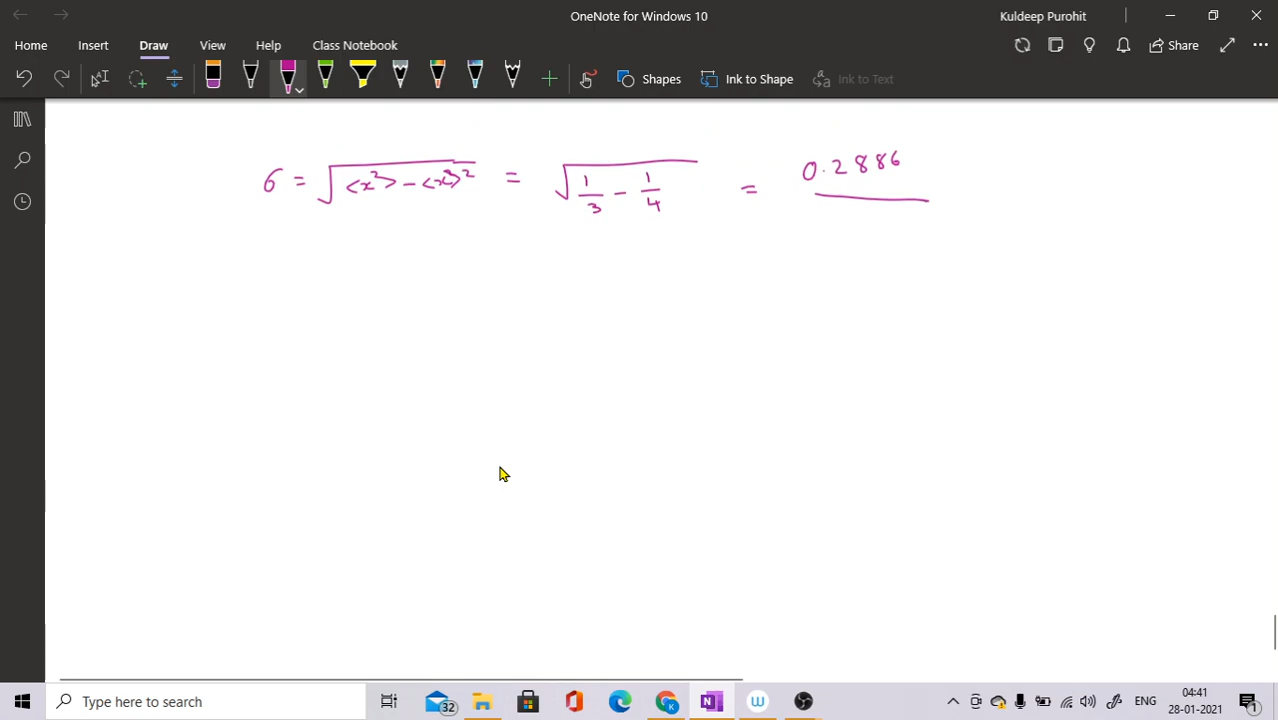 OneNote for Windows 10
Kuldeep Purohit
Home Insert Draw View Help Class Notebook
Share
Shapes Ink to Shape Ink to Text
σ = √<x²> - <x>² = √1/3 - 1/4 = 0.2886
Type here to search
32
ENG
04:41
28-01-2021
1